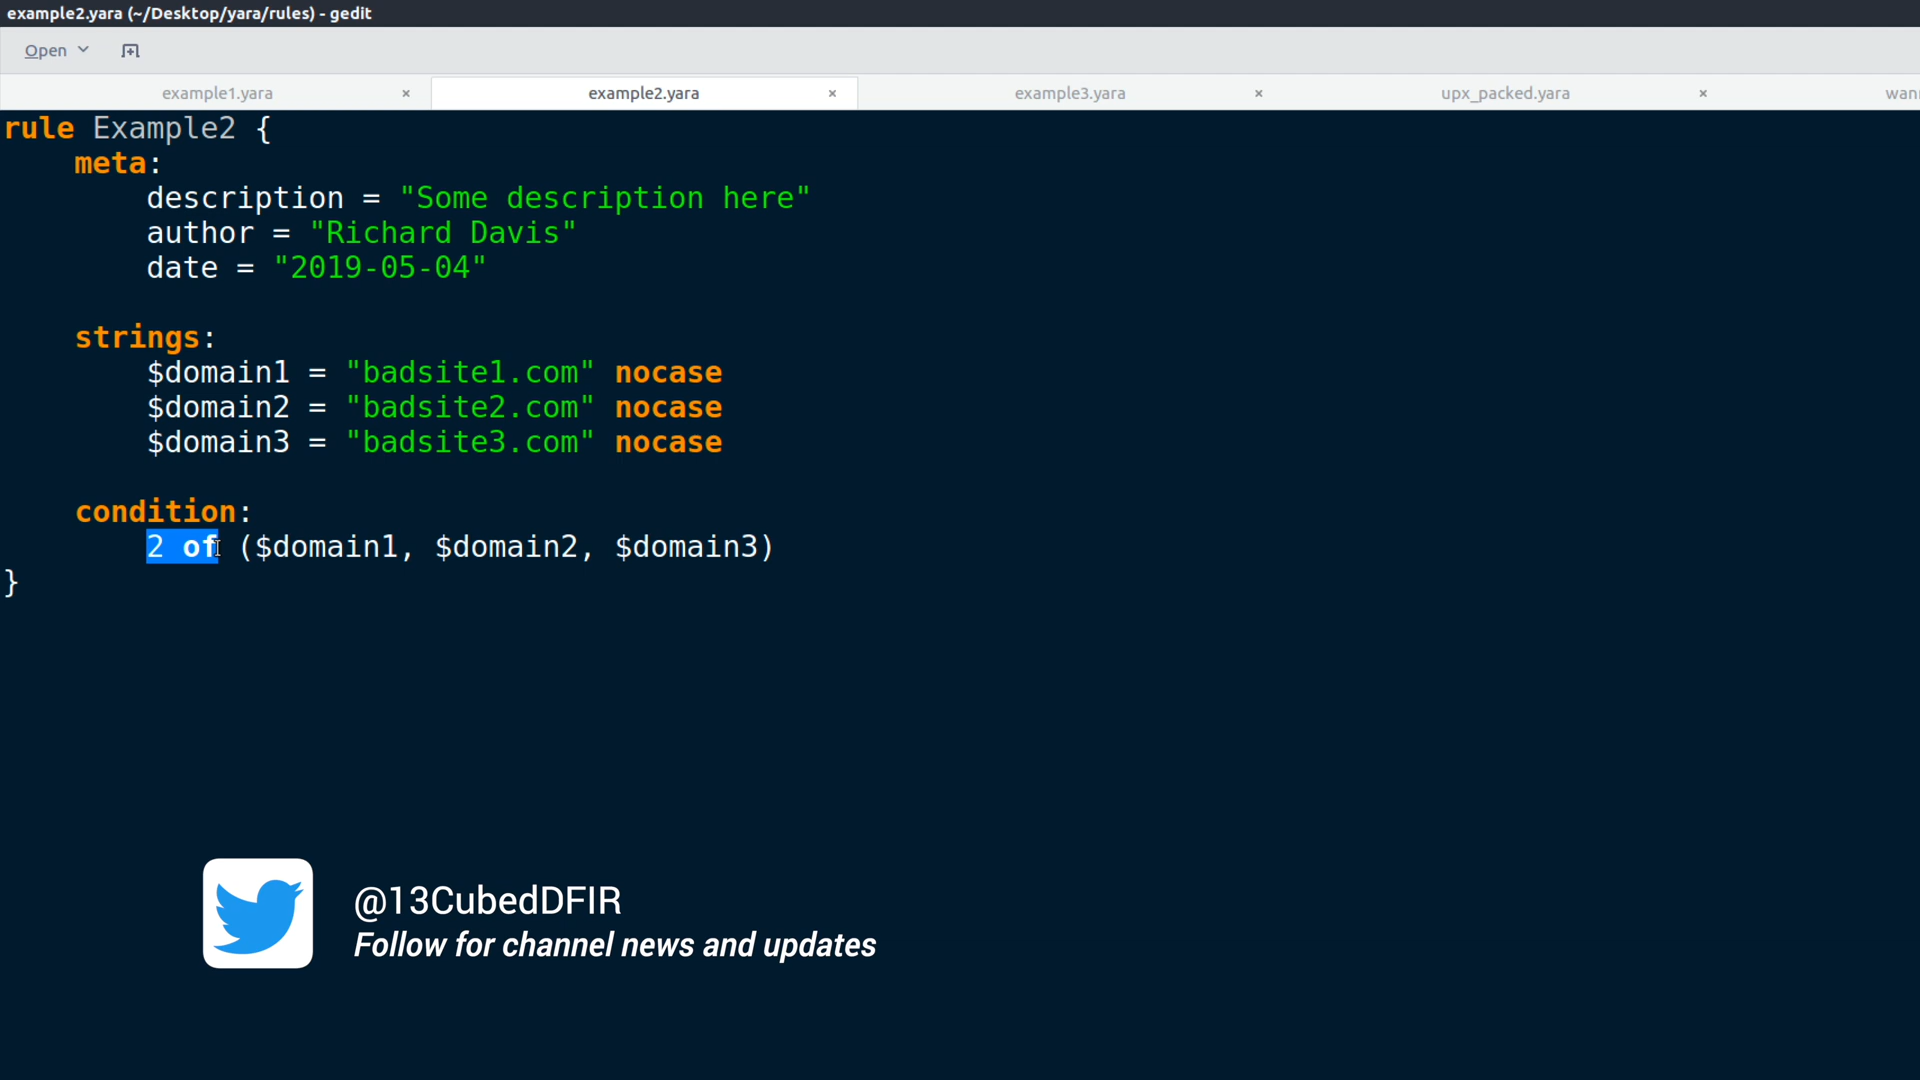 example2.yara (~/Desktop/yara/rules) - gedit
Open
example1.yara × example2.yara × example3.yara × upx_packed.yara × wan
rule Example2 {
meta:
description = "Some description here"
author = "Richard Davis"
date = "2019-05-04"
strings:
$domain1 = "badsite1.com" nocase
$domain2 = "badsite2.com" nocase
$domain3 = "badsite3.com" nocase
condition:
2 of ($domain1, $domain2, $domain3)
}
@13CubedDFIR
Follow for channel news and updates